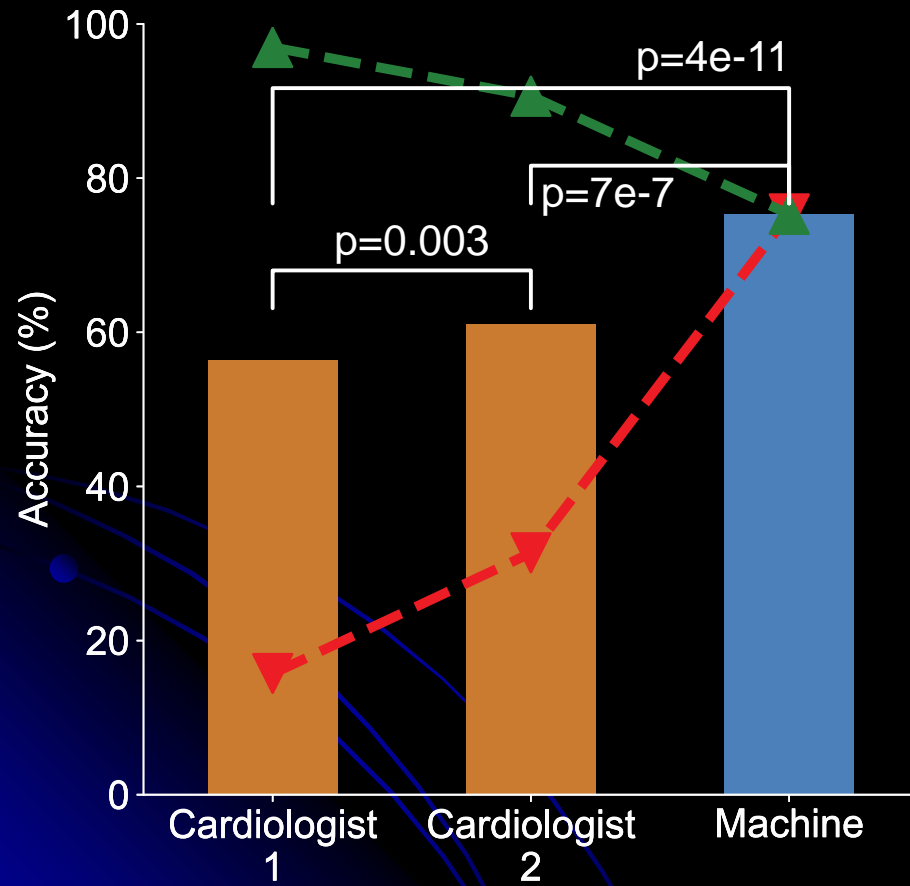 100
p=4e-11
80
p=7e-7
p=0.003
60
Accuracy (%)
40
20
0
Cardiologist Cardiologist Machine
1 2